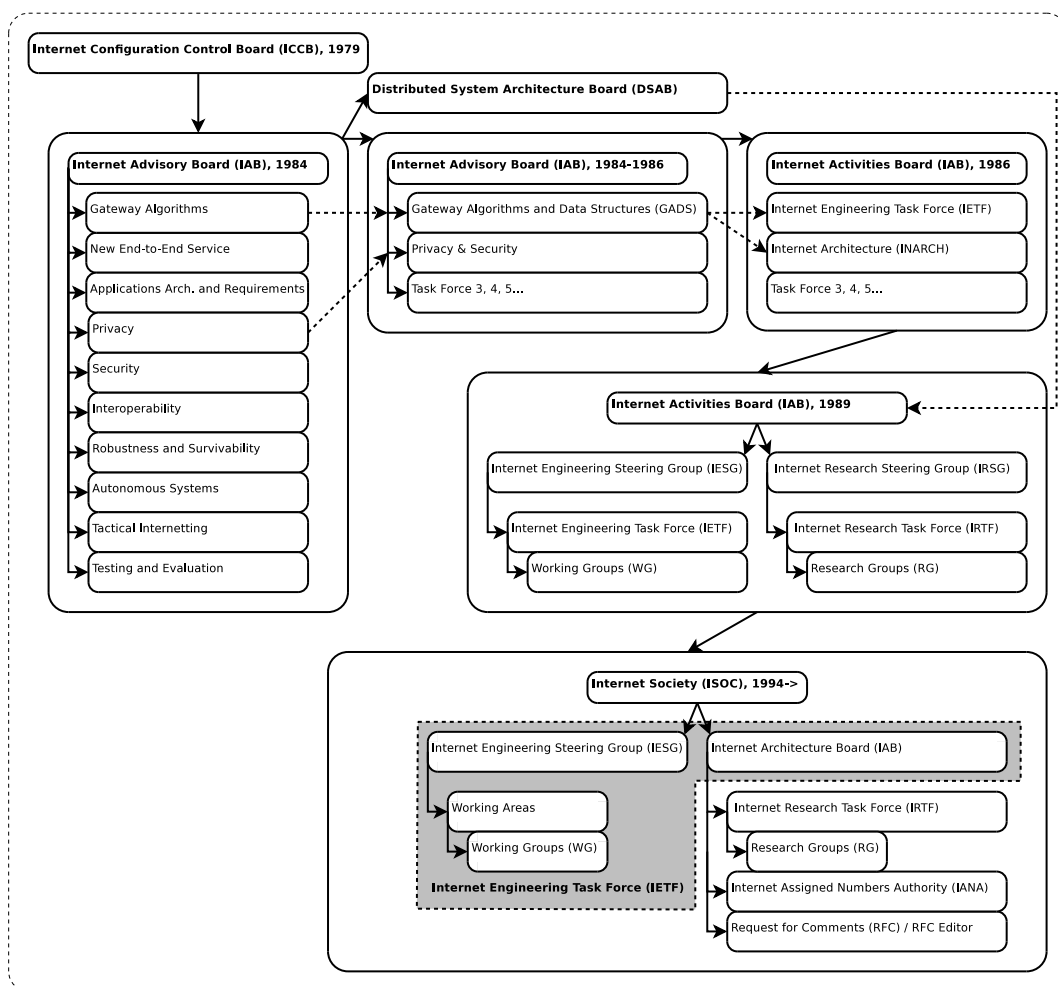 Internet Configuration Control Board (ICCB), 1979
Distributed System Architecture Board (DSAB)
Internet Advisory Board (IAB), 1984
Gateway Algorithms
New End-to-End Service
Applications Arch. and Requirements
Privacy
Security
Interoperability
Robustness and Survivability
Autonomous Systems
Tactical Internetting
Testing and Evaluation
Internet Advisory Board (IAB), 1984-1986
Gateway Algorithms and Data Structures (GADS)
Privacy & Security
Task Force 3, 4, 5...
Internet Activities Board (IAB), 1986
Internet Engineering Task Force (IETF)
Internet Architecture (INARCH)
Task Force 3, 4, 5...
Internet Activities Board (IAB), 1989
Internet Engineering Steering Group (IESG)
Internet Engineering Task Force (IETF)
Working Groups (WG)
Internet Research Steering Group (IRSG)
Internet Research Task Force (IRTF)
Research Groups (RG)
Internet Society (ISOC), 1994->
Internet Engineering Steering Group (IESG)
Working Areas
Working Groups (WG)
Internet Engineering Task Force (IETF)
Internet Architecture Board (IAB)
Internet Research Task Force (IRTF)
Research Groups (RG)
Internet Assigned Numbers Authority (IANA)
Request for Comments (RFC) / RFC Editor